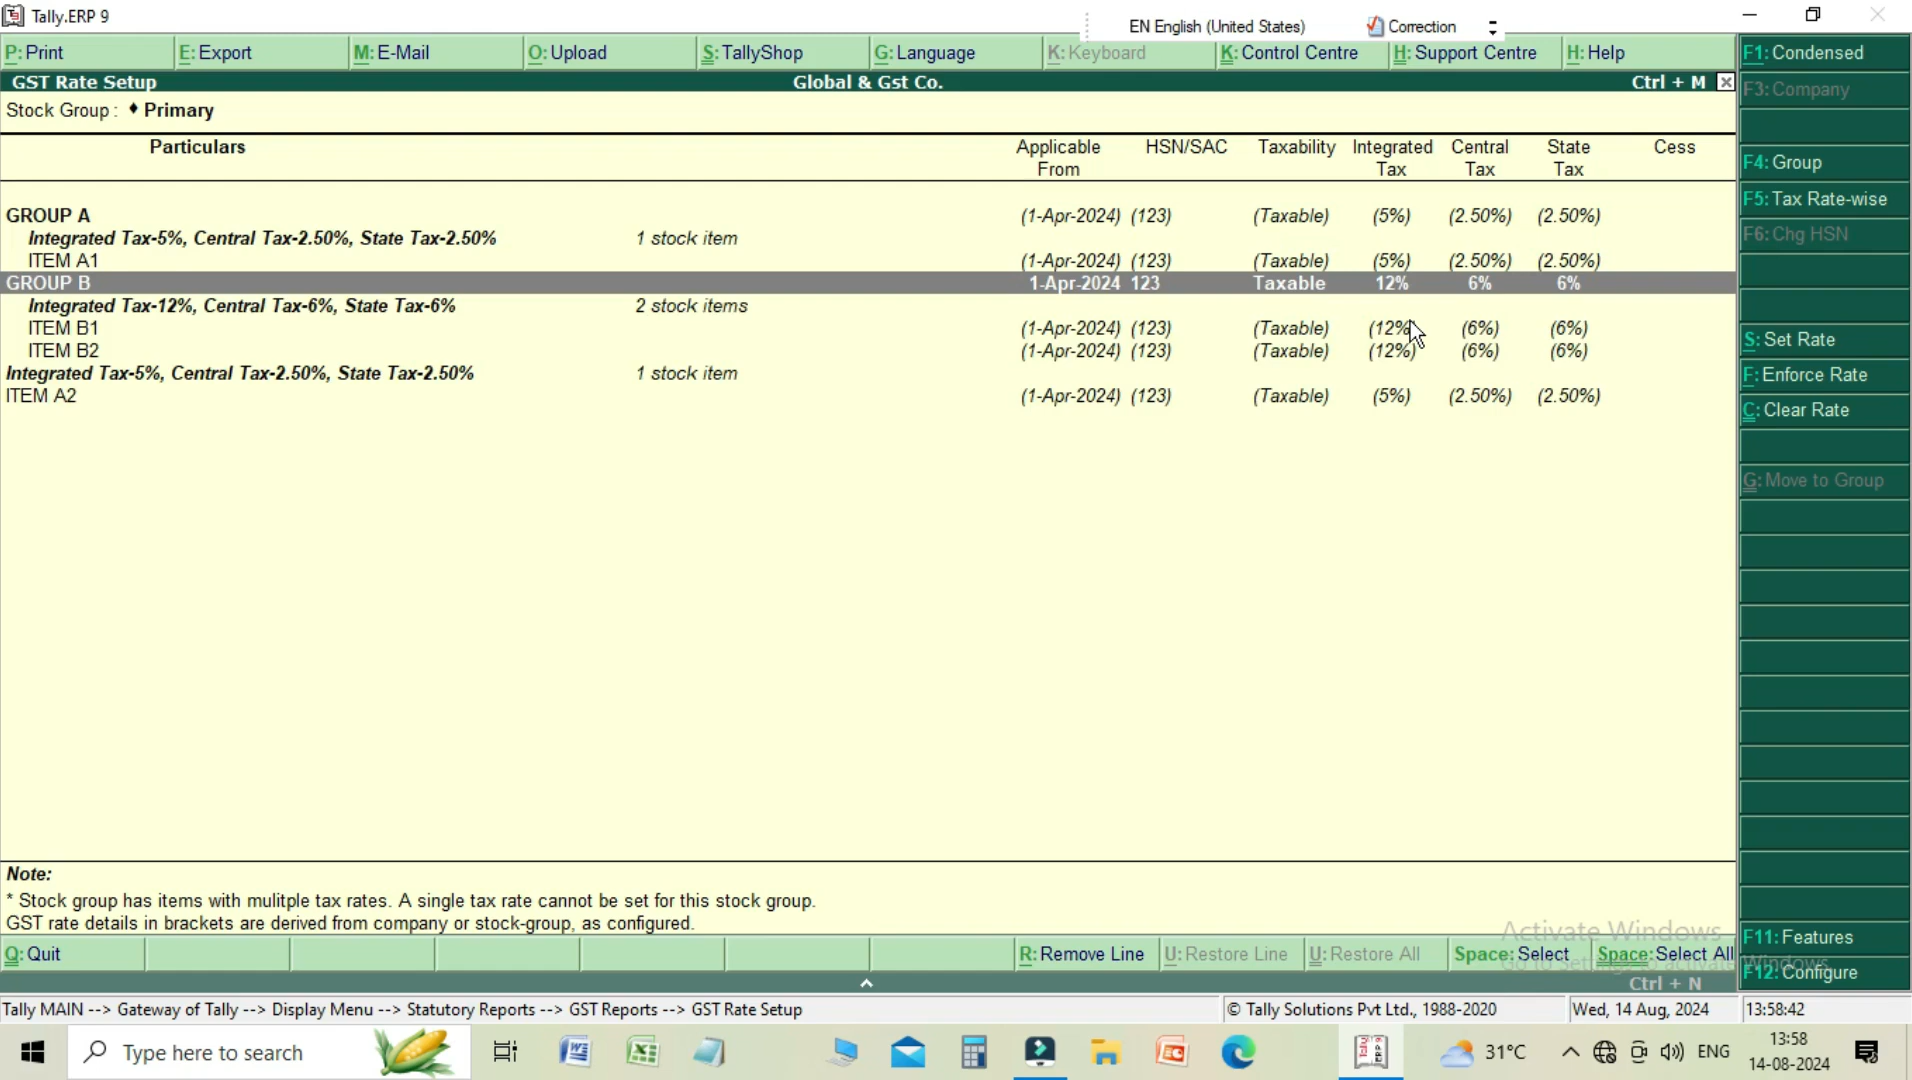 Tally.ERP 9
EN English (United States) Correction
P: Print E: Export M: E-Mail O: Upload S: TallyShop G: Language K: Keyboard K: Control Centre H: Support Centre H: Help
GST Rate Setup Global & Gst Co. Ctrl + M
Stock Group : ♦ Primary
Particulars Applicable From HSN/SAC Taxability Integrated Tax Central Tax State Tax Cess
GROUP A (1-Apr-2024) (123) (Taxable) (5%) (2.50%) (2.50%)
Integrated Tax-5%, Central Tax-2.50%, State Tax-2.50% 1 stock item
ITEM A1 (1-Apr-2024) (123) (Taxable) (5%) (2.50%) (2.50%)
GROUP B 1-Apr-2024 123 Taxable 12% 6% 6%
Integrated Tax-12%, Central Tax-6%, State Tax-6% 2 stock items
ITEM B1 (1-Apr-2024) (123) (Taxable) (12%) (6%) (6%)
ITEM B2 (1-Apr-2024) (123) (Taxable) (12%) (6%) (6%)
Integrated Tax-5%, Central Tax-2.50%, State Tax-2.50% 1 stock item
ITEM A2 (1-Apr-2024) (123) (Taxable) (5%) (2.50%) (2.50%)
Note:
* Stock group has items with mulitple tax rates. A single tax rate cannot be set for this stock group.
GST rate details in brackets are derived from company or stock-group, as configured.
F1: Condensed
F3: Company
F4: Group
F5: Tax Rate-wise
F6: Chg HSN
S: Set Rate
F: Enforce Rate
C: Clear Rate
G: Move to Group
F11: Features
F12: Configure
Activate Windows
Go to Settings to activate Windows.
Q: Quit R: Remove Line U: Restore Line U: Restore All Space: Select Space: Select All
Ctrl + N
Tally MAIN --> Gateway of Tally --> Display Menu --> Statutory Reports --> GST Reports --> GST Rate Setup © Tally Solutions Pvt Ltd., 1988-2020 Wed, 14 Aug, 2024 13:58:42
Type here to search 31°C ENG 13:58
14-08-2024